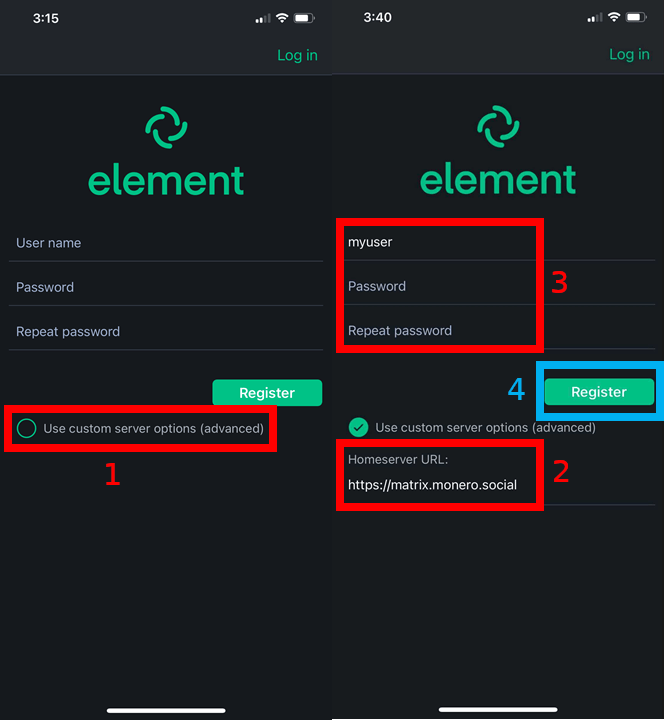 3:15
Log in
element
User name
Password
Repeat password
Register
Use custom server options (advanced)
1
3:40
Log in
element
myuser
Password
3
Repeat password
4
Register
Use custom server options (advanced)
Homeserver URL:
2
https://matrix.monero.social